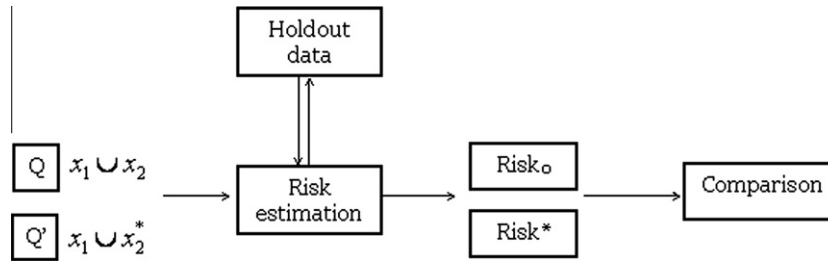 Holdout
data
Q x₁ ∪ x₂
Risk
estimation
Riskₒ
Comparison
Q' x₁ ∪ x₂*
Risk*